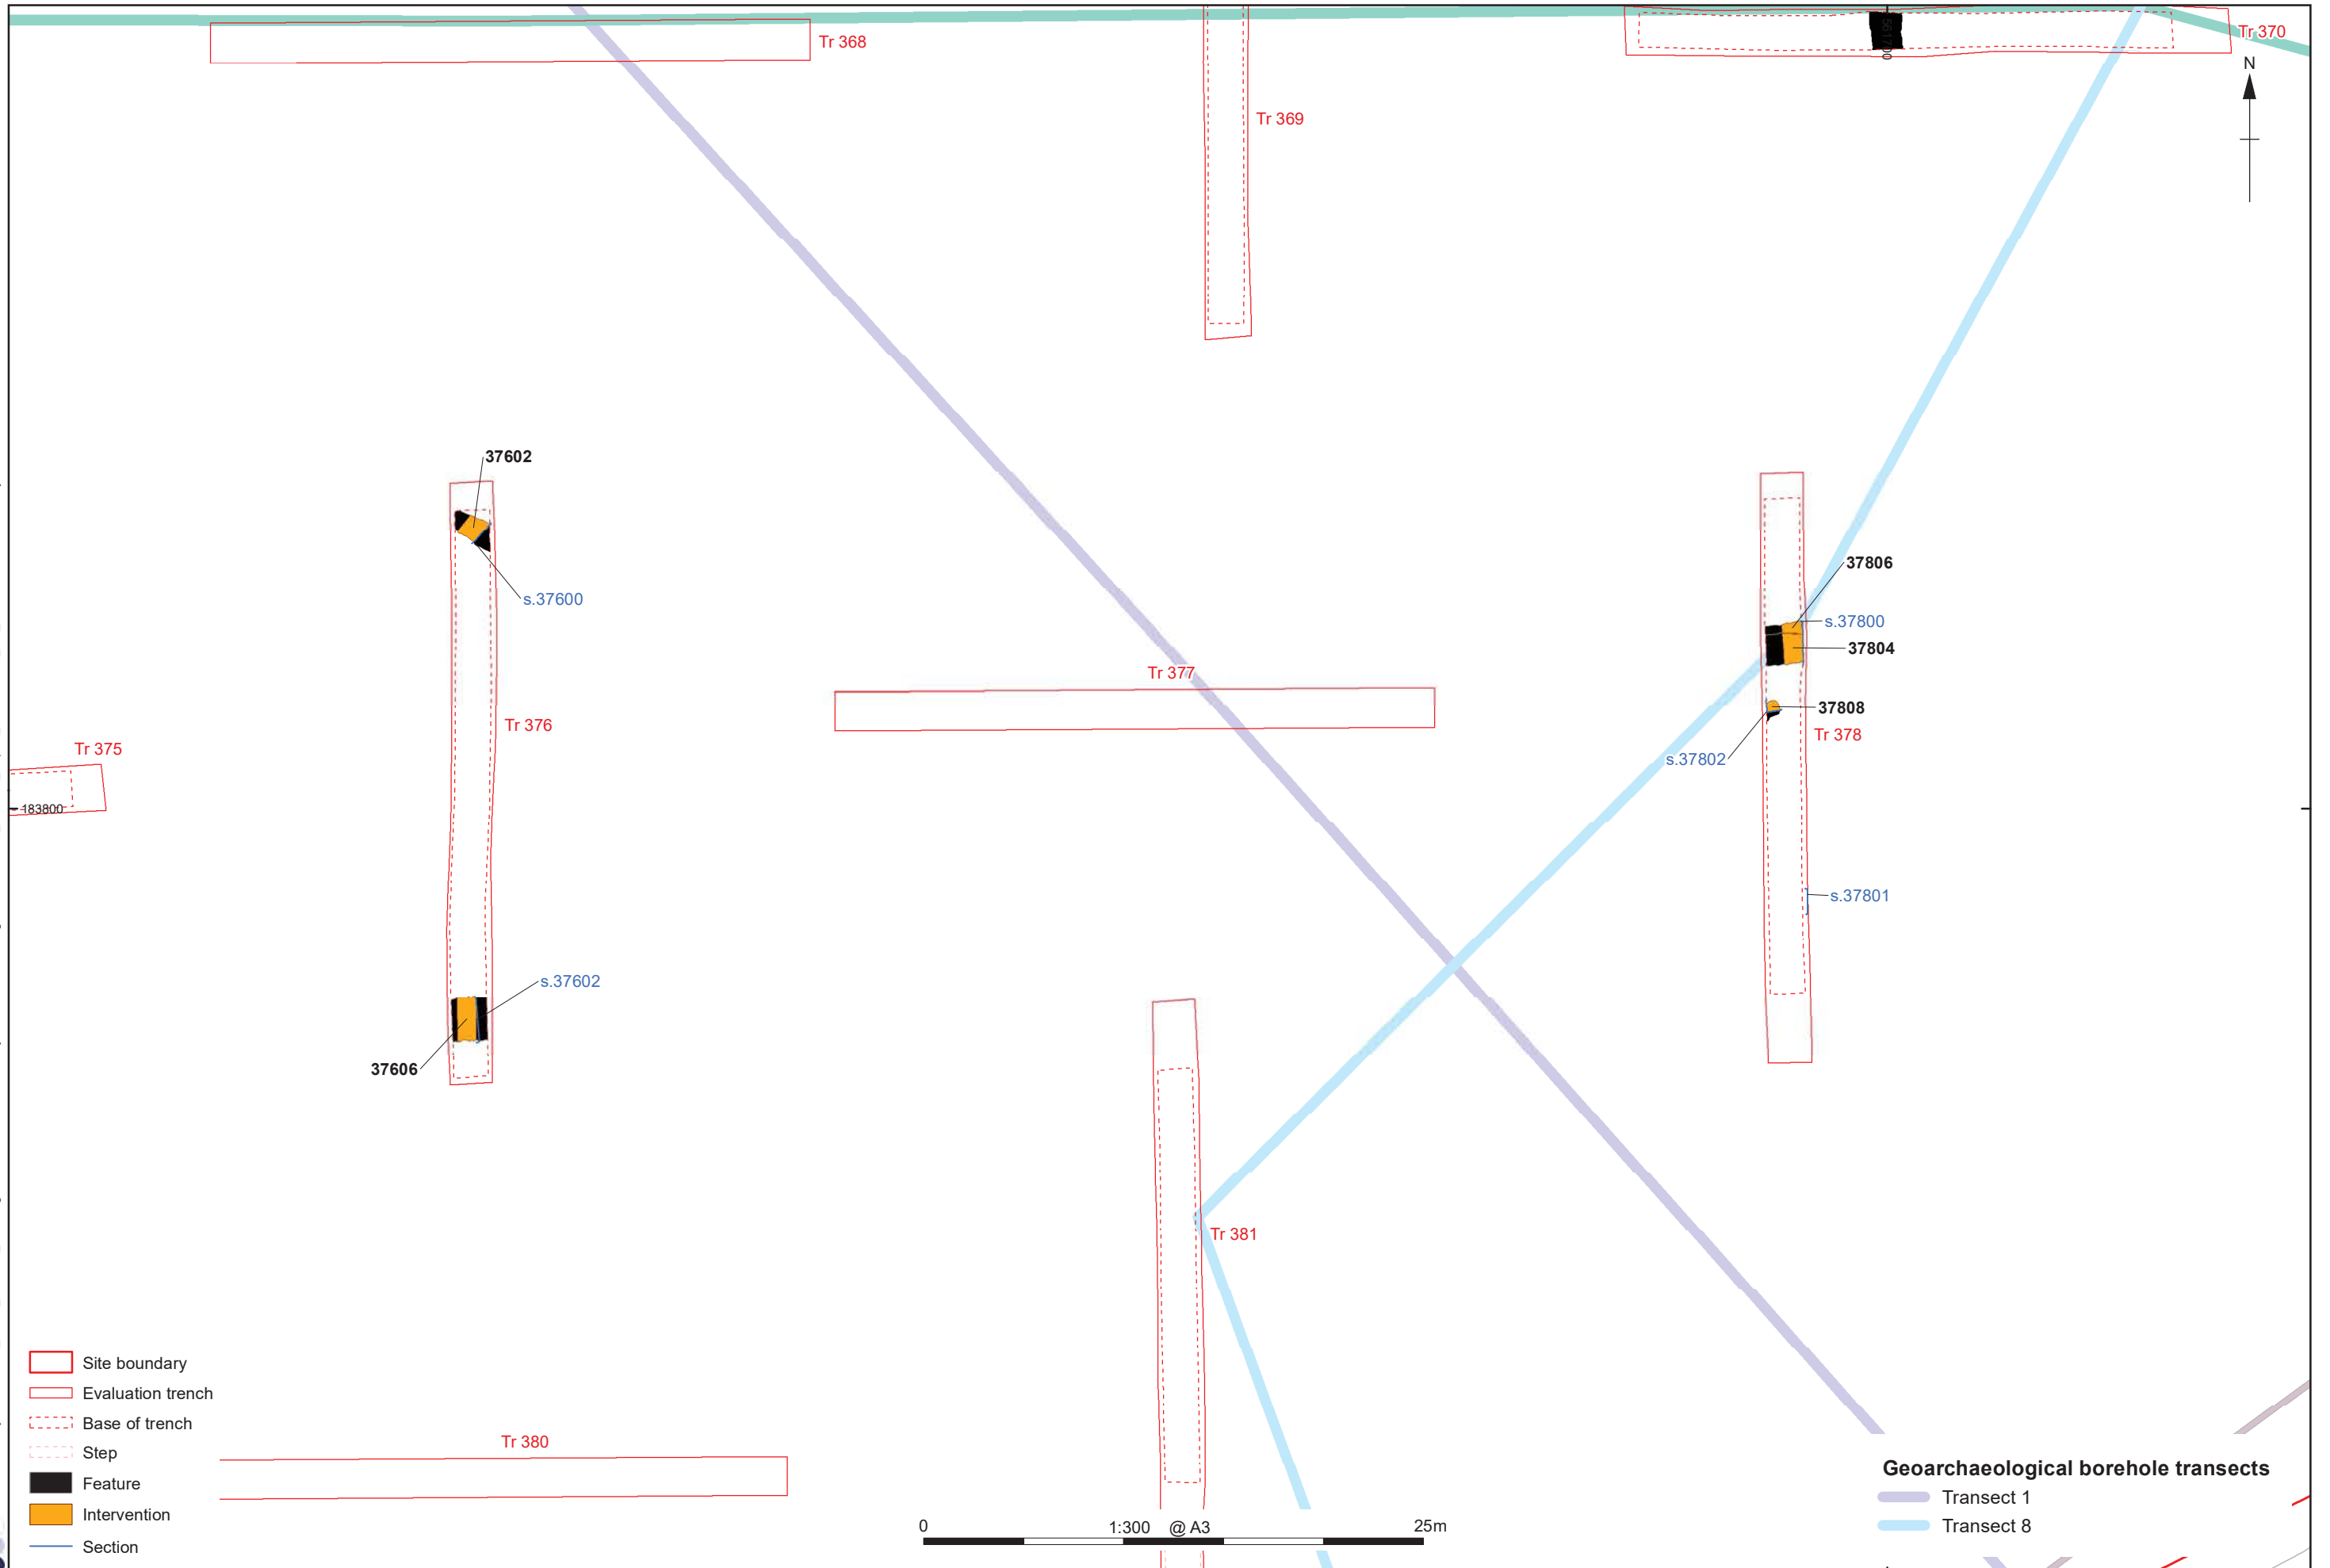 Tr 368
Tr 370
561700
N
Tr 369
37602
37806
s.37600
s.37800
37804
Tr 377
37808
Tr 376
Tr 378
Tr 375
s.37802
183800
s.37801
s.37602
37606
Tr 381
Site boundary
Evaluation trench
Base of trench
Tr 380
Step
Feature
Intervention
Section
0 1:300 @ A3 25m
Geoarchaeological borehole transects
Transect 1
Transect 8